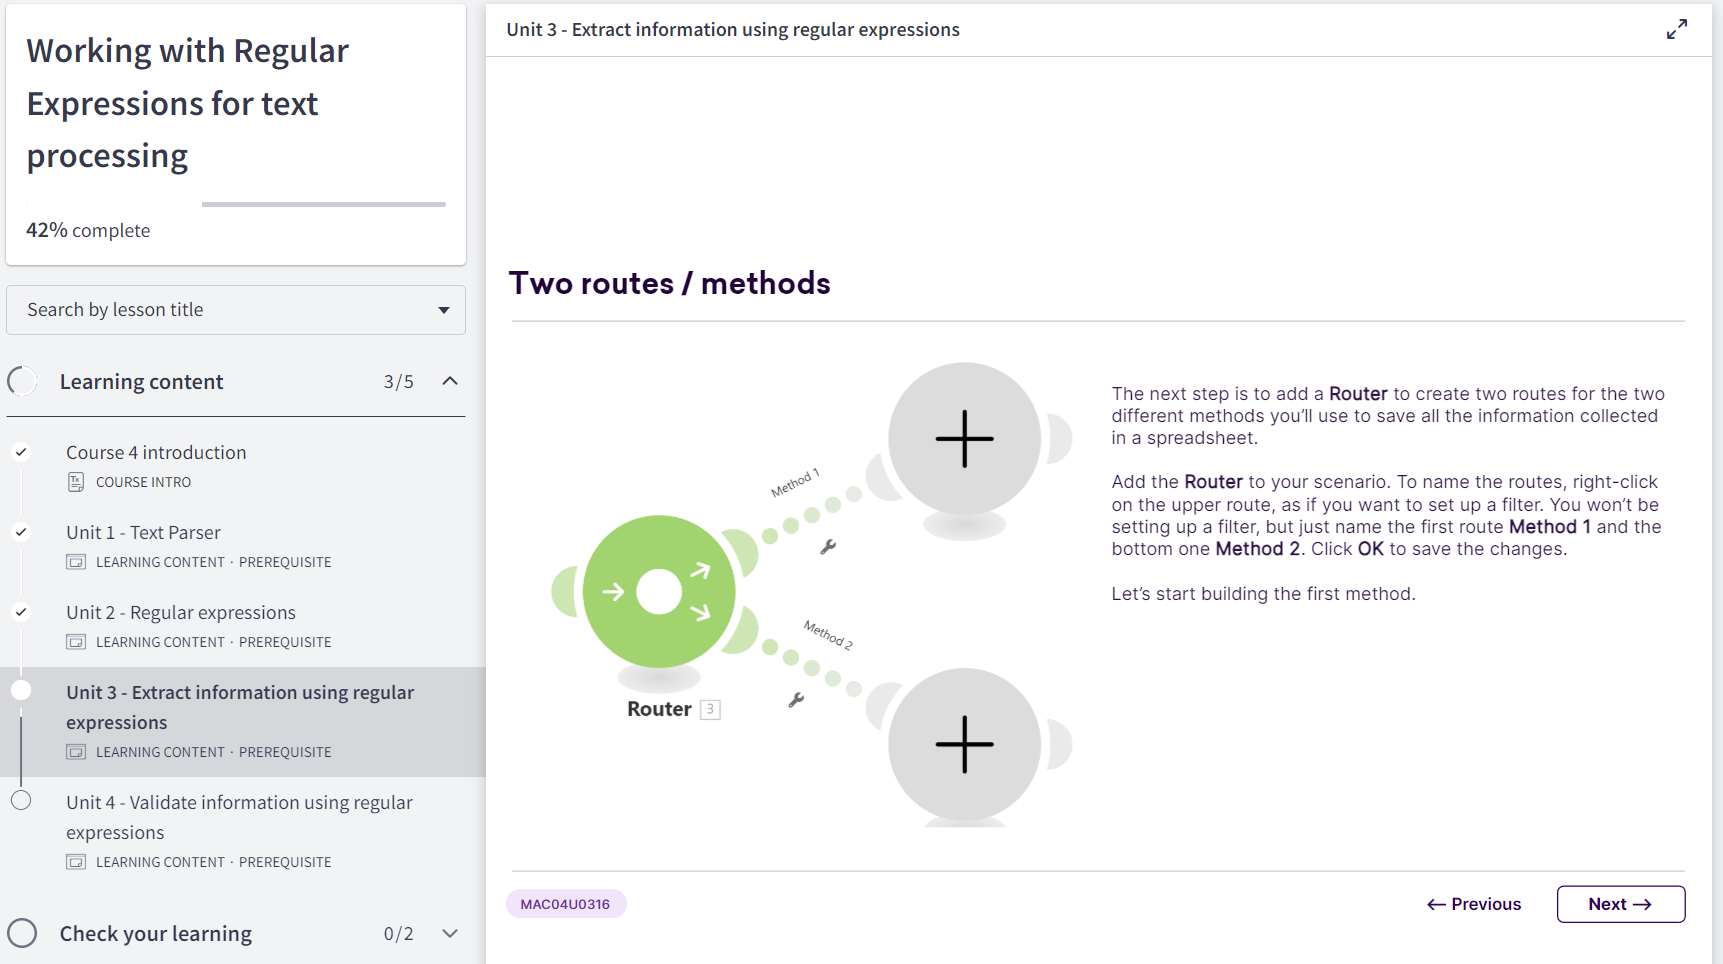 Working with Regular
Expressions for text
processing
42% complete
Search by lesson title
Learning content 3/5
Course 4 introduction
COURSE INTRO
Unit 1 - Text Parser
LEARNING CONTENT · PREREQUISITE
Unit 2 - Regular expressions
LEARNING CONTENT · PREREQUISITE
Unit 3 - Extract information using regular
expressions
LEARNING CONTENT · PREREQUISITE
Unit 4 - Validate information using regular
expressions
LEARNING CONTENT · PREREQUISITE
Check your learning 0/2
Unit 3 - Extract information using regular expressions
Two routes / methods
Method 1
Method 2
Router 3
The next step is to add a Router to create two routes for the two
different methods you'll use to save all the information collected
in a spreadsheet.
Add the Router to your scenario. To name the routes, right-click
on the upper route, as if you want to set up a filter. You won't be
setting up a filter, but just name the first route Method 1 and the
bottom one Method 2. Click OK to save the changes.
Let's start building the first method.
MAC04U0316
← Previous
Next →